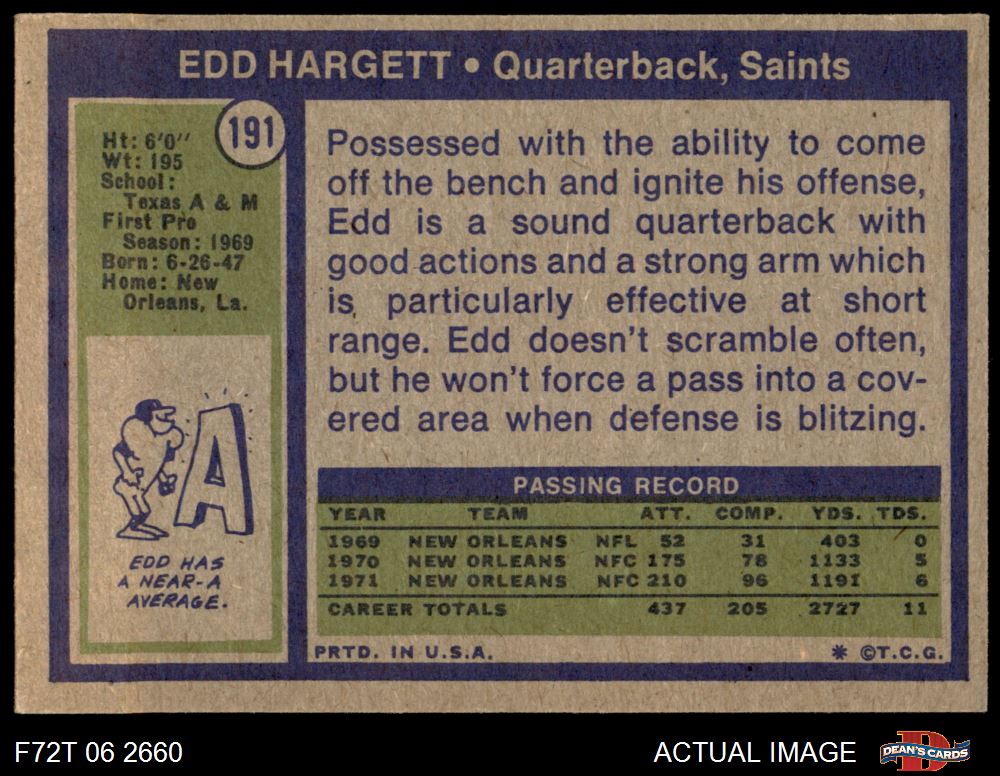 EDD HARGETT • Quarterback, Saints
191
Ht: 6'0''
Wt: 195
School:
Texas A & M
First Pro
Season: 1969
Born: 6-26-47
Home: New
Orleans, La.
A
EDD HAS
A NEAR-A
AVERAGE.
Possessed with the ability to come
off the bench and ignite his offense,
Edd is a sound quarterback with
good actions and a strong arm which
is particularly effective at short
range. Edd doesn't scramble often,
but he won't force a pass into a cov-
ered area when defense is blitzing.
PASSING RECORD
YEAR TEAM ATT. COMP. YDS. TDS.
1969 NEW ORLEANS NFL 52 31 403 0
1970 NEW ORLEANS NFC 175 78 1133 5
1971 NEW ORLEANS NFC 210 96 1191 6
CAREER TOTALS 437 205 2727 11
PRTD. IN U.S.A. * ©T.C.G.
F72T 06 2660 ACTUAL IMAGE D DEAN'S CARDS